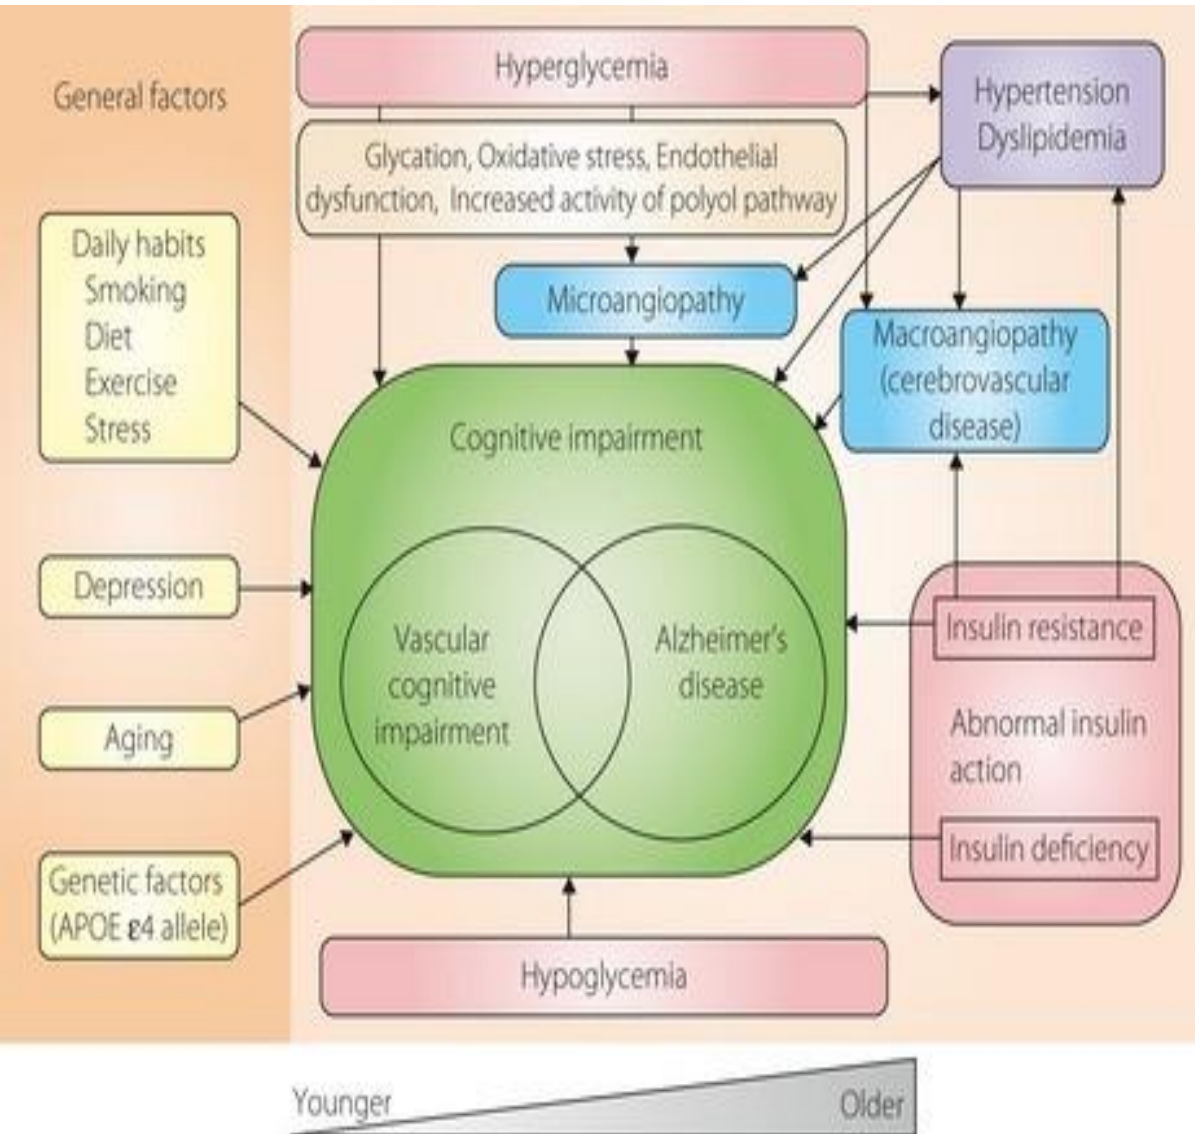 General factors
Daily habits
Smoking
Diet
Exercise
Stress
Depression
Aging
Genetic factors
(APOE ε4 allele)
Hyperglycemia
Glycation, Oxidative stress, Endothelial
dysfunction, Increased activity of polyol pathway
Microangiopathy
Hypertension
Dyslipidemia
Macroangiopathy
(cerebrovascular
disease)
Cognitive impairment
Vascular
cognitive
impairment
Alzheimer's
disease
Insulin resistance
Abnormal insulin
action
Insulin deficiency
Hypoglycemia
Younger
Older